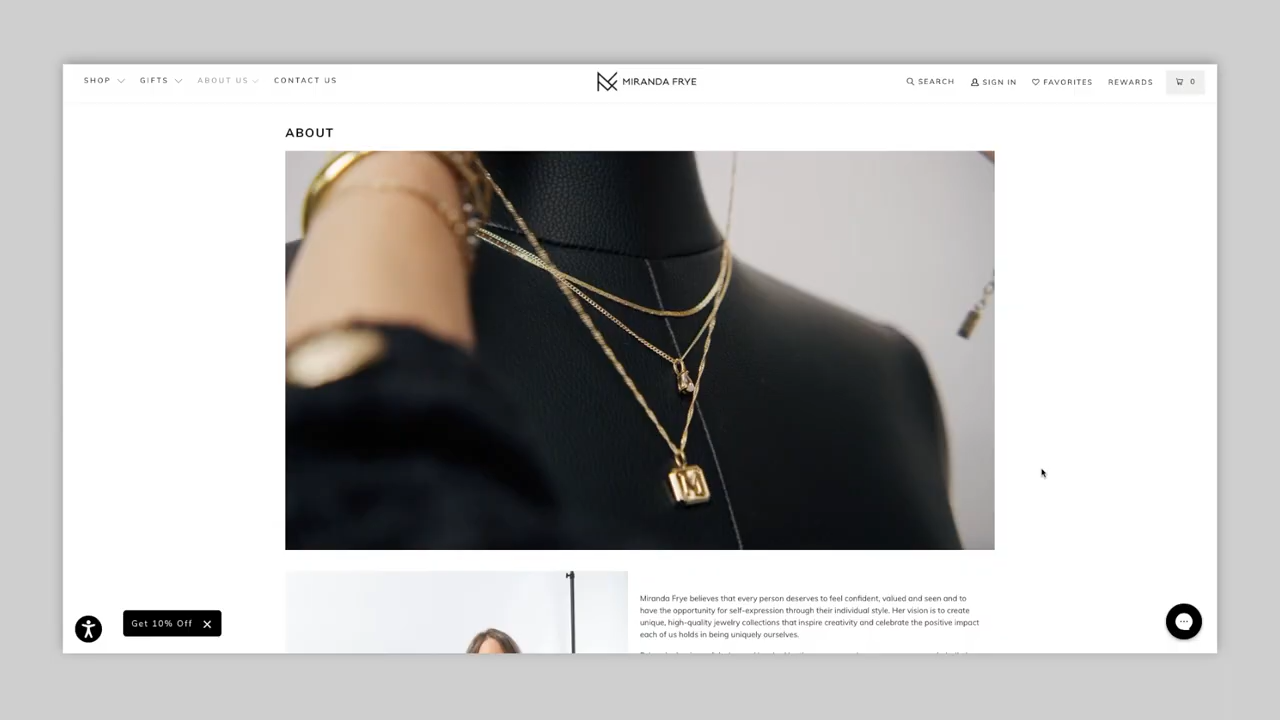 SHOP GIFTS ABOUT US CONTACT US MIRANDA FRYE SEARCH SIGN IN FAVORITES REWARDS 0
ABOUT
M
Miranda Frye believes that every person deserves to feel confident, valued and seen and to
have the opportunity for self-expression through their individual style. Her vision is to create
unique, high-quality jewelry collections that inspire creativity and celebrate the positive impact
each of us holds in being uniquely ourselves.
Get 10% Off